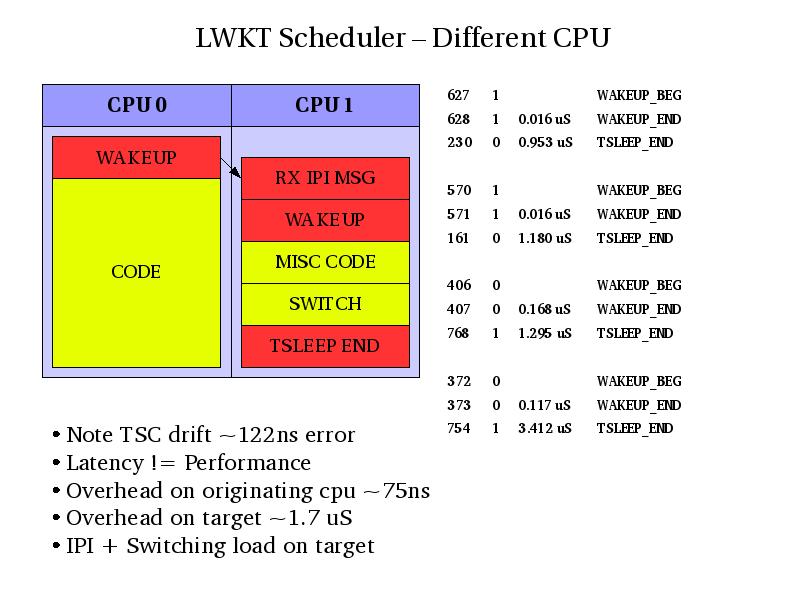 LWKT Scheduler – Different CPU
CPU 0
CPU 1
WAKEUP
CODE
RX IPI MSG
WAKEUP
MISC CODE
SWITCH
TSLEEP END
627 1 WAKEUP_BEG
628 1 0.016 uS WAKEUP_END
230 0 0.953 uS TSLEEP_END
570 1 WAKEUP_BEG
571 1 0.016 uS WAKEUP_END
161 0 1.180 uS TSLEEP_END
406 0 WAKEUP_BEG
407 0 0.168 uS WAKEUP_END
768 1 1.295 uS TSLEEP_END
372 0 WAKEUP_BEG
373 0 0.117 uS WAKEUP_END
754 1 3.412 uS TSLEEP_END
• Note TSC drift ~122ns error
• Latency != Performance
• Overhead on originating cpu ~75ns
• Overhead on target ~1.7 uS
• IPI + Switching load on target